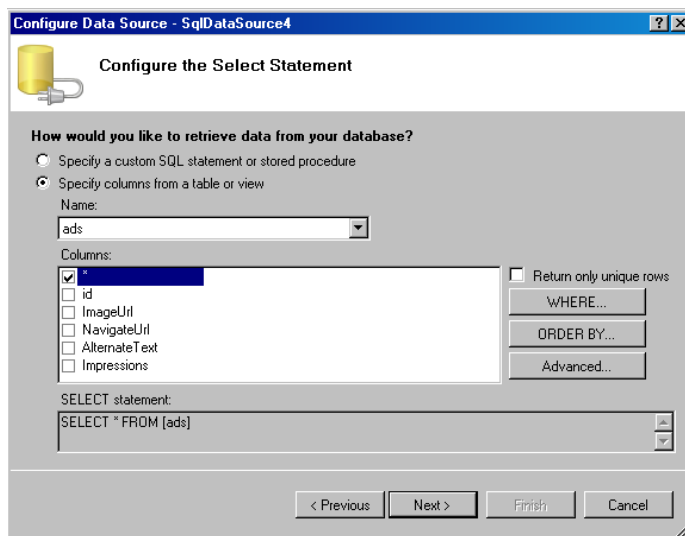 Configure Data Source - SqlDataSource4
Configure the Select Statement
How would you like to retrieve data from your database?
Specify a custom SQL statement or stored procedure
Specify columns from a table or view
Name:
ads
Columns:
*
id
ImageUrl
NavigateUrl
AlternateText
Impressions
Return only unique rows
WHERE...
ORDER BY...
Advanced...
SELECT statement:
SELECT * FROM [ads]
< Previous
Next >
Finish
Cancel